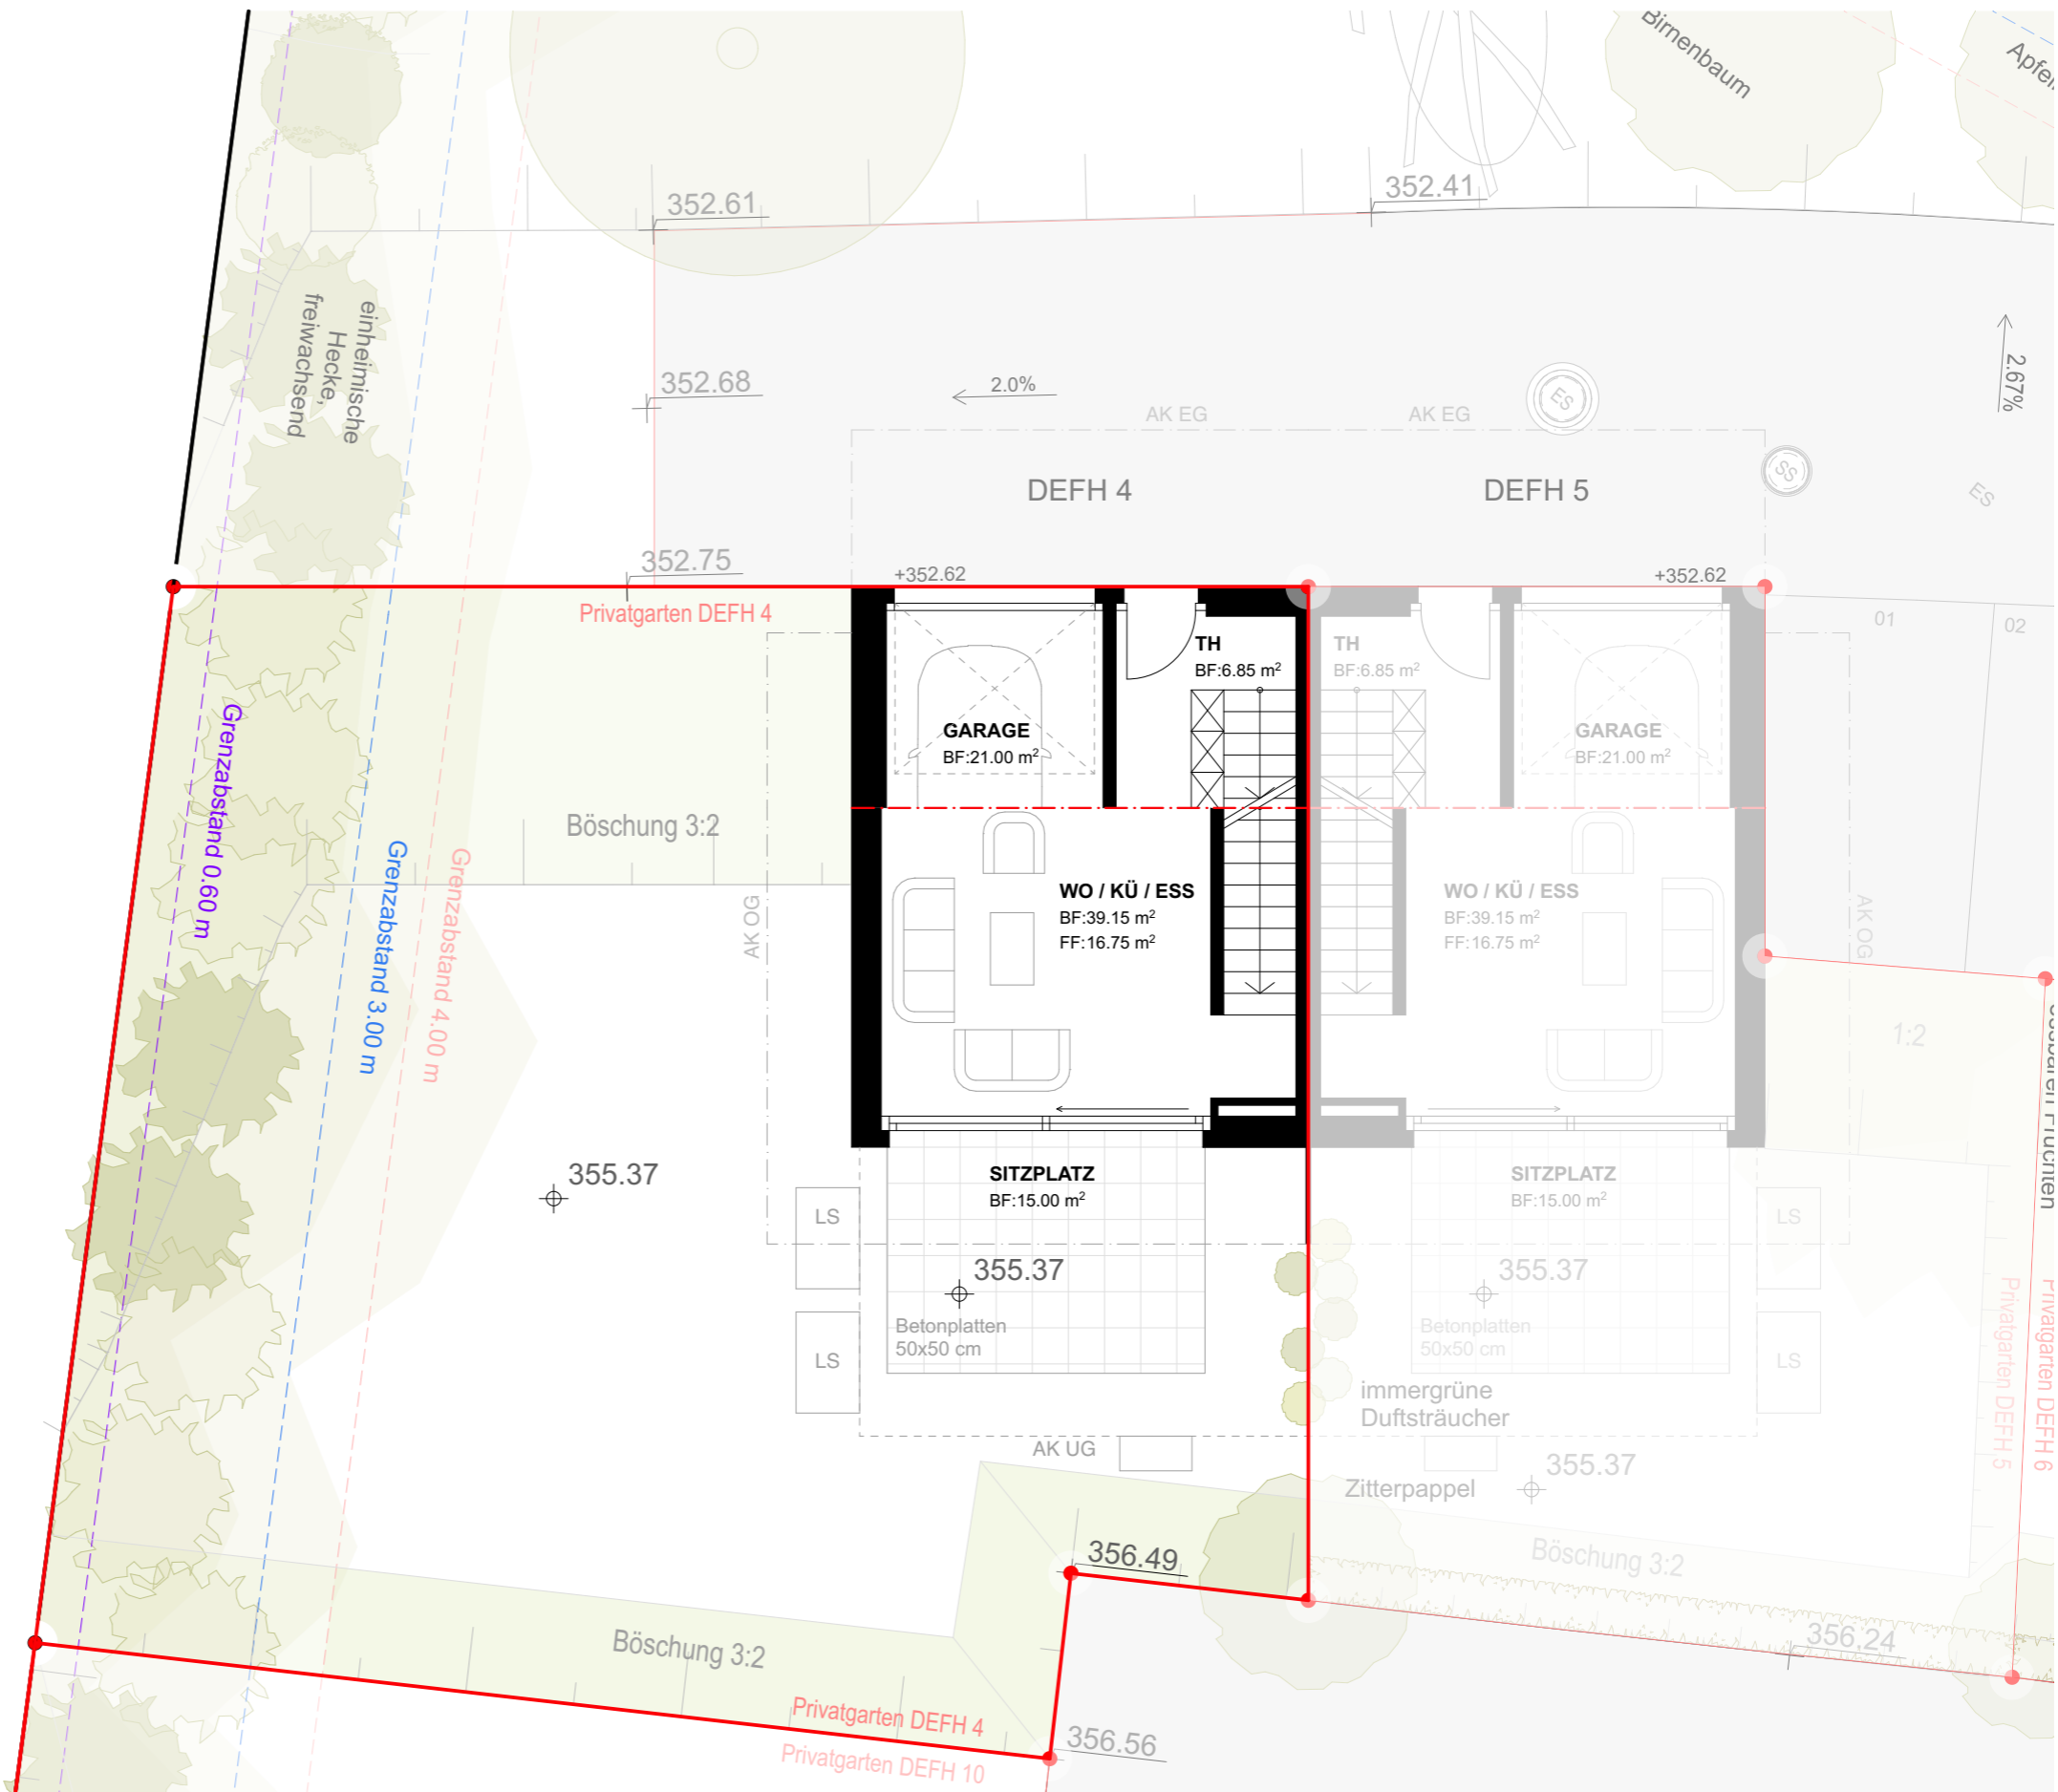 Birnenbaum
352.61
352.41
einheimische
Hecke,
freiwachsend
352.68
2.0%
AK EG
AK EG
ES
2.67%
SS
ES
DEFH 4
DEFH 5
352.75
+352.62
+352.62
Privatgarten DEFH 4
01
02
TH
BF:6.85 m²
TH
BF:6.85 m²
GARAGE
BF:21.00 m²
GARAGE
BF:21.00 m²
Grenzabstand 0.60 m
Grenzabstand 3.00 m
Grenzabstand 4.00 m
Böschung 3:2
AK OG
WO / KÜ / ESS
BF:39.15 m²
FF:16.75 m²
WO / KÜ / ESS
BF:39.15 m²
FF:16.75 m²
AK OG
1:2
355.37
SITZPLATZ
BF:15.00 m²
SITZPLATZ
BF:15.00 m²
LS
LS
355.37
355.37
Betonplatten
50x50 cm
Betonplatten
50x50 cm
LS
LS
immergrüne
Duftsträucher
Privatgarten DEFH 5
Privatgarten DEFH 6
AK UG
355.37
Zitterpappel
356.49
Böschung 3:2
Böschung 3:2
356.24
Privatgarten DEFH 4
Privatgarten DEFH 10
356.56